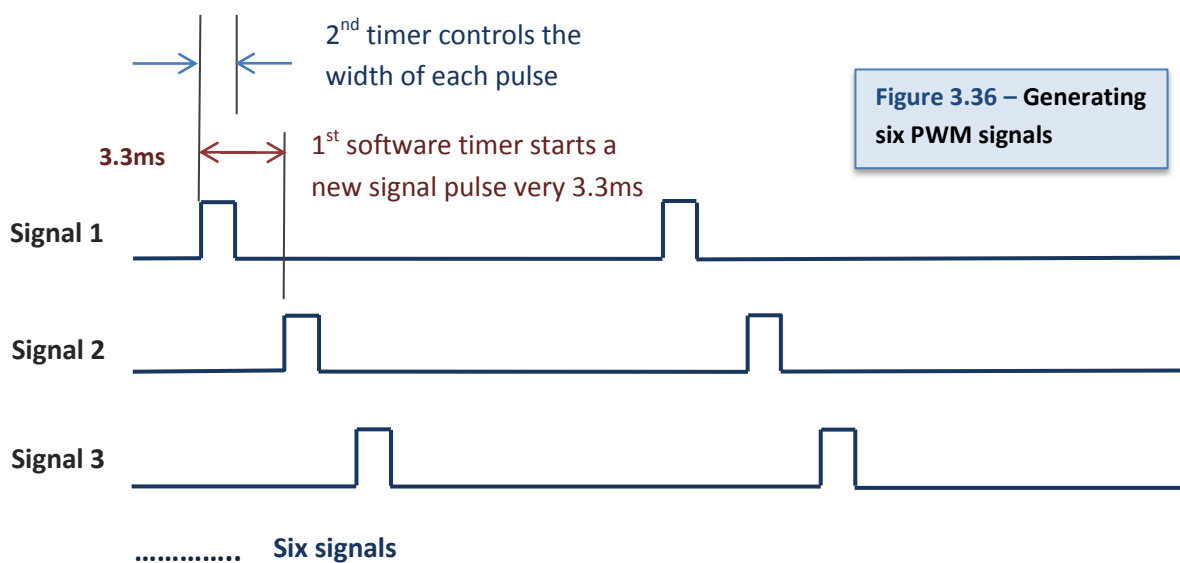 2nd timer controls the
width of each pulse
Figure 3.36 – Generating
six PWM signals
3.3ms
1st software timer starts a
new signal pulse very 3.3ms
Signal 1
Signal 2
Signal 3
………….. Six signals